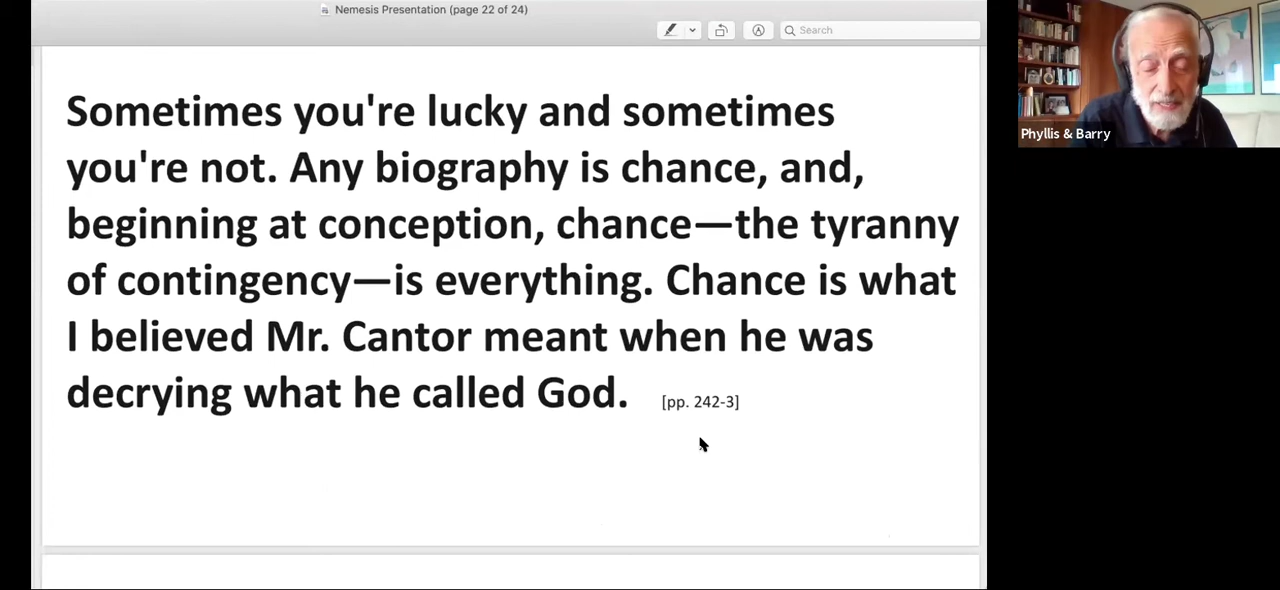 Nemesis Presentation (page 22 of 24)
Search
Sometimes you're lucky and sometimes
you're not. Any biography is chance, and,
beginning at conception, chance—the tyranny
of contingency—is everything. Chance is what
I believed Mr. Cantor meant when he was
decrying what he called God. [pp. 242-3]
Phyllis & Barry